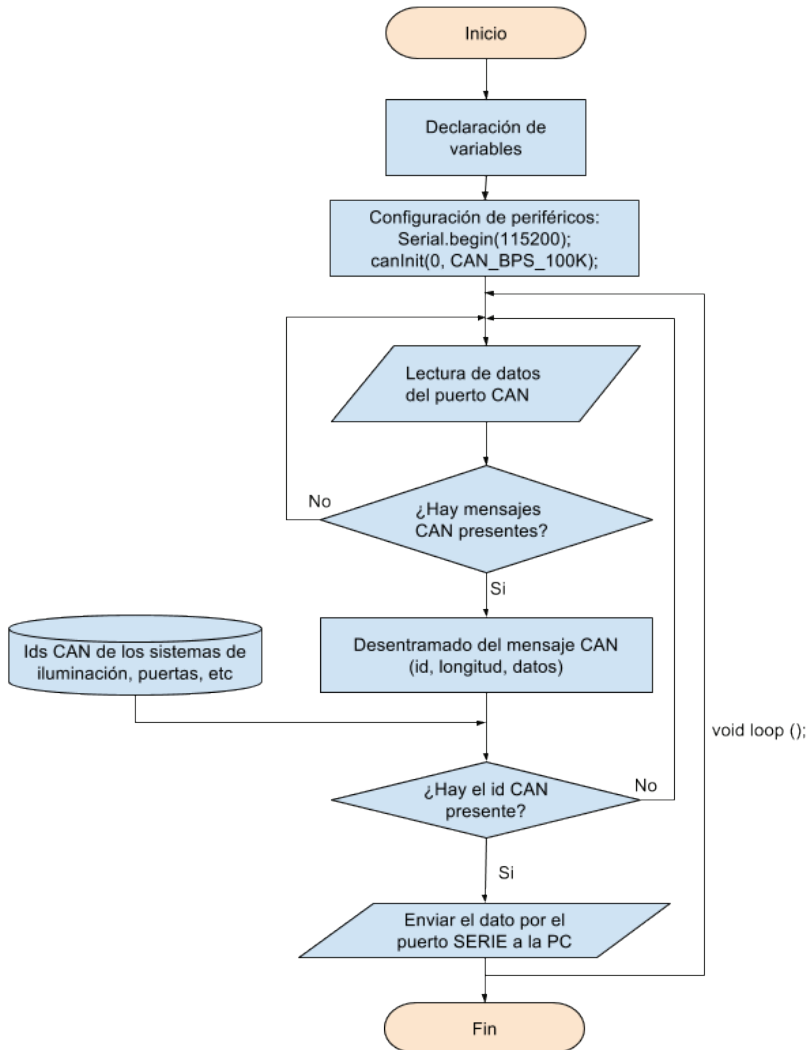 Inicio
Declaración de
variables
Configuración de periféricos:
Serial.begin(115200);
canInit(0, CAN_BPS_100K);
Lectura de datos
del puerto CAN
No
¿Hay mensajes
CAN presentes?
Si
Ids CAN de los sistemas de
iluminación, puertas, etc
Desentramado del mensaje CAN
(id, longitud, datos)
void loop ();
¿Hay el id CAN
presente?
No
Si
Enviar el dato por el
puerto SERIE a la PC
Fin